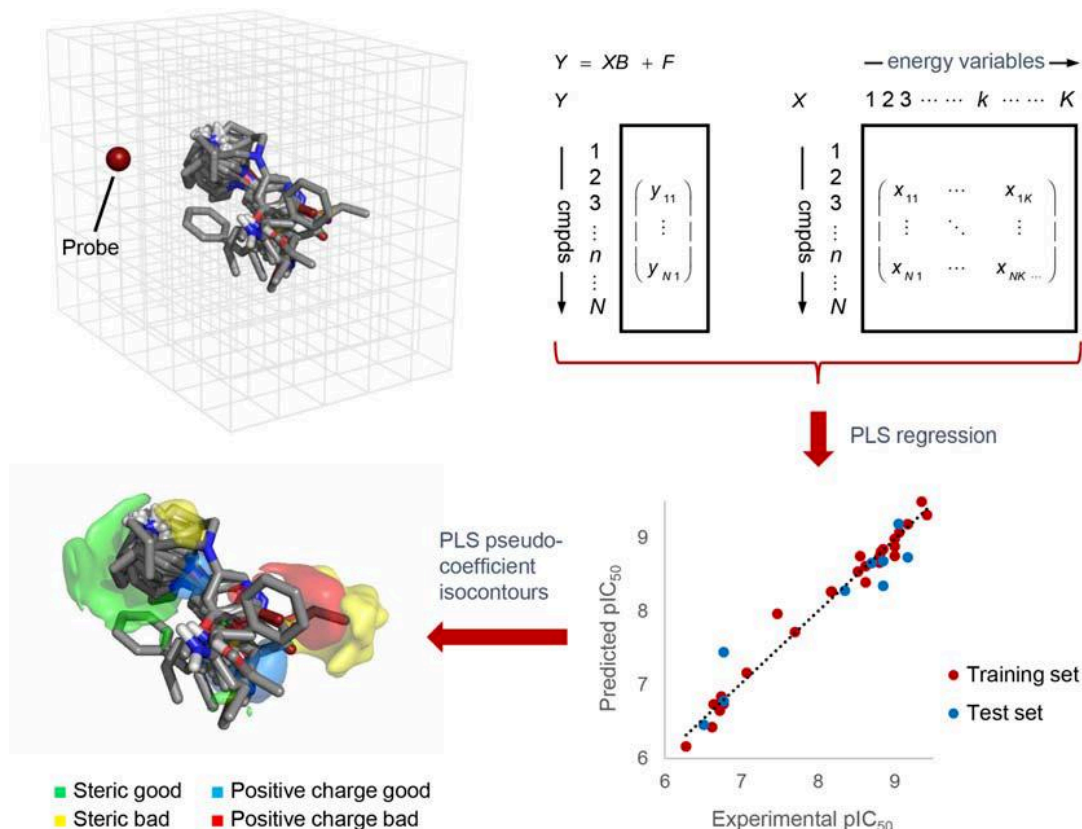 Probe
Y = XB + F
energy variables
Y
X
1 2 3 ⋯ ⋯ k ⋯ ⋯ K
cmpds
1
2
3
⋮
n
⋮
N
y11
⋮
yN1
cmpds
1
2
3
⋮
n
⋮
N
x11 ⋯ x1K
⋮ ⋱ ⋮
xN1 ⋯ xNK ⋯
PLS regression
PLS pseudo-
coefficient
isocontours
Predicted pIC50
9
8
7
6
6 7 8 9
Experimental pIC50
Training set
Test set
Steric good
Positive charge good
Steric bad
Positive charge bad